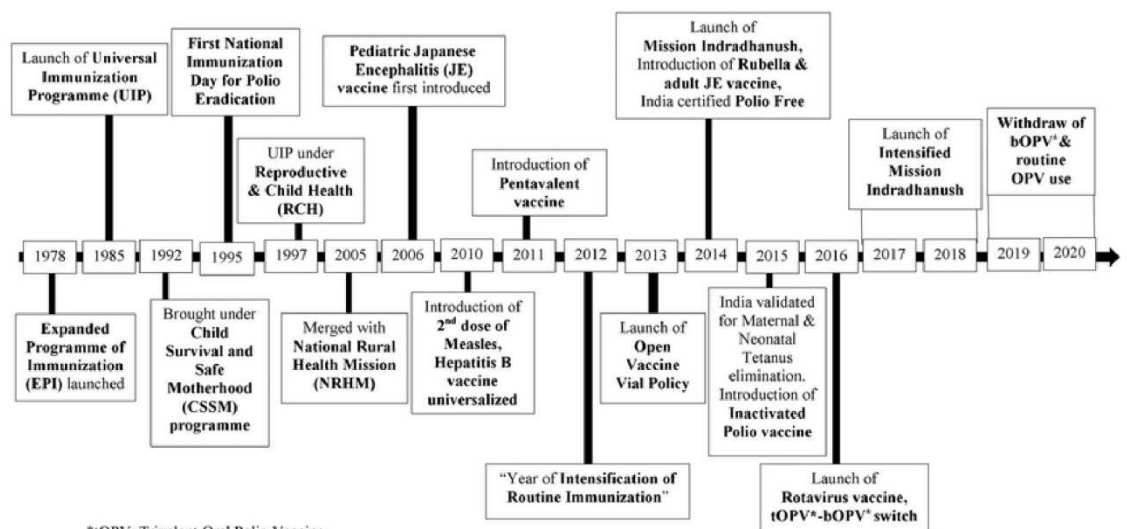 Launch of Universal
Immunization
Programme (UIP)
First National
Immunization
Day for Polio
Eradication
UIP under
Reproductive
& Child Health
(RCH)
Pediatric Japanese
Encephalitis (JE)
vaccine first introduced
Introduction of
Pentavalent
vaccine
Launch of
Mission Indradhanush,
Introduction of Rubella &
adult JE vaccine,
India certified Polio Free
Launch of
Intensified
Mission
Indradhanush
Withdraw of
bOPV± &
routine
OPV use
1978 1985 1992 1995 1997 2005 2006 2010 2011 2012 2013 2014 2015 2016 2017 2018 2019 2020
Expanded
Programme of
Immunization
(EPI) launched
Brought under
Child
Survival and
Safe
Motherhood
(CSSM)
programme
Merged with
National Rural
Health Mission
(NRHM)
Introduction of
2nd dose of
Measles,
Hepatitis B
vaccine
universalized
"Year of Intensification of
Routine Immunization"
Launch of
Open
Vaccine
Vial Policy
India validated
for Maternal &
Neonatal
Tetanus
elimination.
Introduction of
Inactivated
Polio vaccine
Launch of
Rotavirus vaccine,
tOPV*-bOPV± switch
*tOPV- Trivalent Oral Polio Vaccine